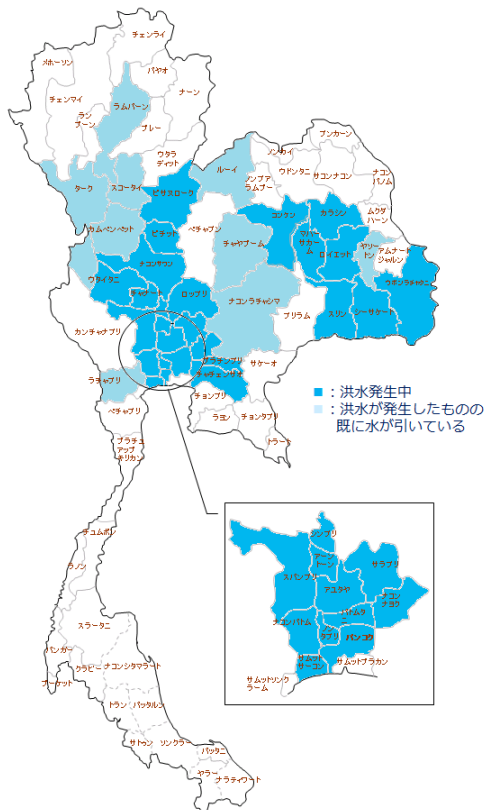 チェンライ
メホーソン
パヤオ
チェンマイ
ナーン
ラムパーン
ラン
プーン
プレー
ウタラ
ディット
ブンカーン
ノンカイ
ルーイ
ウドンタニ
サコンナコン
ナコン
パノム
ノンブア
ラムプー
ターク
スコータイ
ピサヌローク
コンケン
カラシン
ムクダ
ハーン
カムペンペット
ピチット
ペチャブン
チャヤプーム
マハー
サカー
ム
ロイエット
ヤソー
トン
アムナート
ジャルン
ナコンサワン
ウタイタニ
チャナート
ロッブリ
ナコンラチャシマ
ウボンラチャタニ
カンチャナブリ
ブリラム
スリン
シーサケート
プラチンブリ
サケーオ
チャチェンサオ
ラチャブリ
チョンブリ
ペチャブリ
ラヨン
チョンタブリ
トラート
プラチュ
アップ
キリカン
:洪水発生中
:洪水が発生したものの
既に水が引いている
チュムポン
ラノン
スラータニ
パンガー
クラビー
ナコンシタマラート
プーケット
トラン
パッタルン
サトゥン
ソンクラー
パッタニ
ヤラー
ナラティワート
シンブリ
アーン
トーン
サラブリ
スパンブリ
アユタヤ
ナコン
ナヨク
パトムタ
ニ
ナコンパトム
ノン
タブリ
バンコク
サムット
サーコン
サムットプラカン
サムットソンク
ラーム